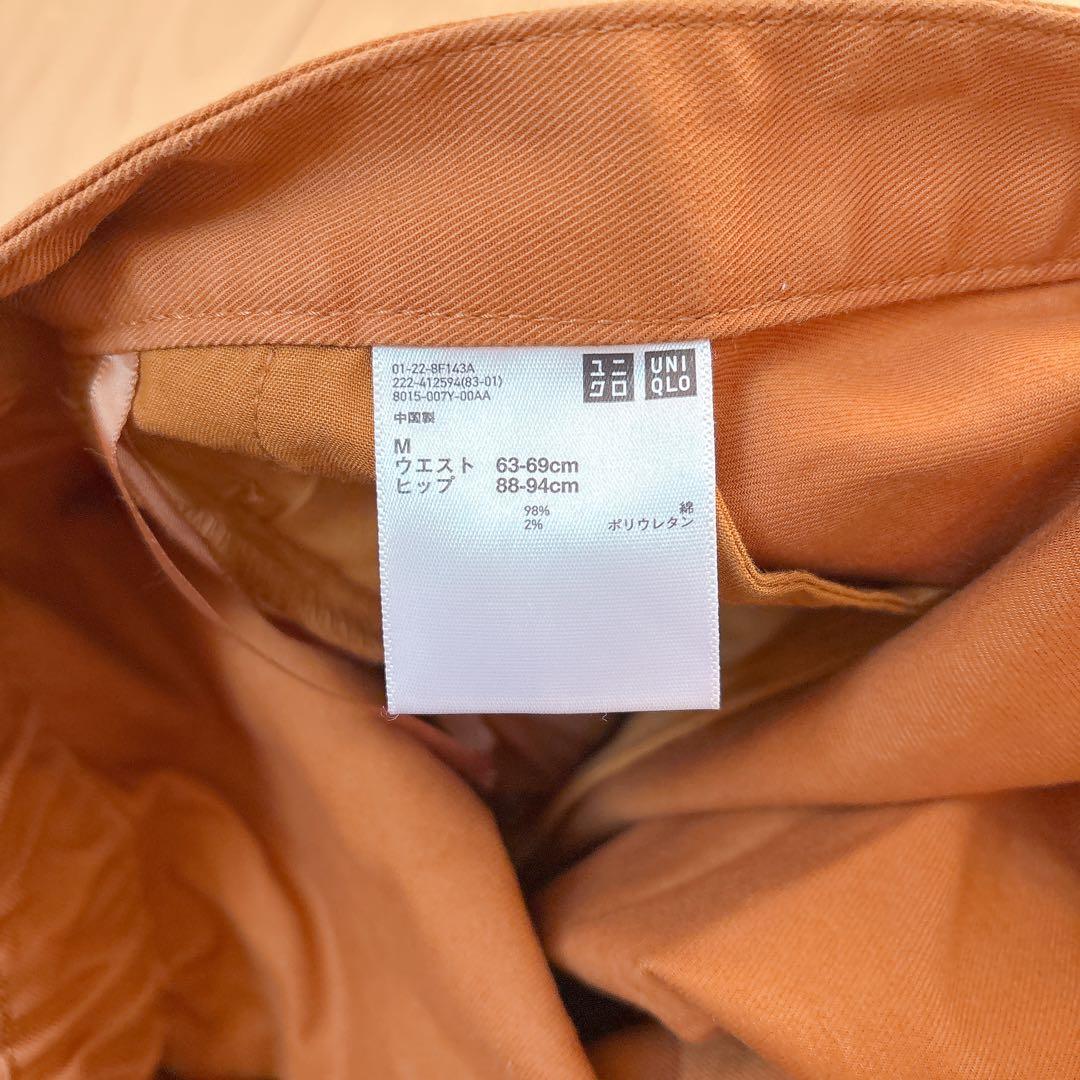 01-22-8F143A
222-412594(83-01)
8015-007Y-00AA
ユニ
クロ
UNI
QLO
中国製
M
ウエスト 63-69cm
ヒップ 88-94cm
98% 綿
2% ポリウレタン